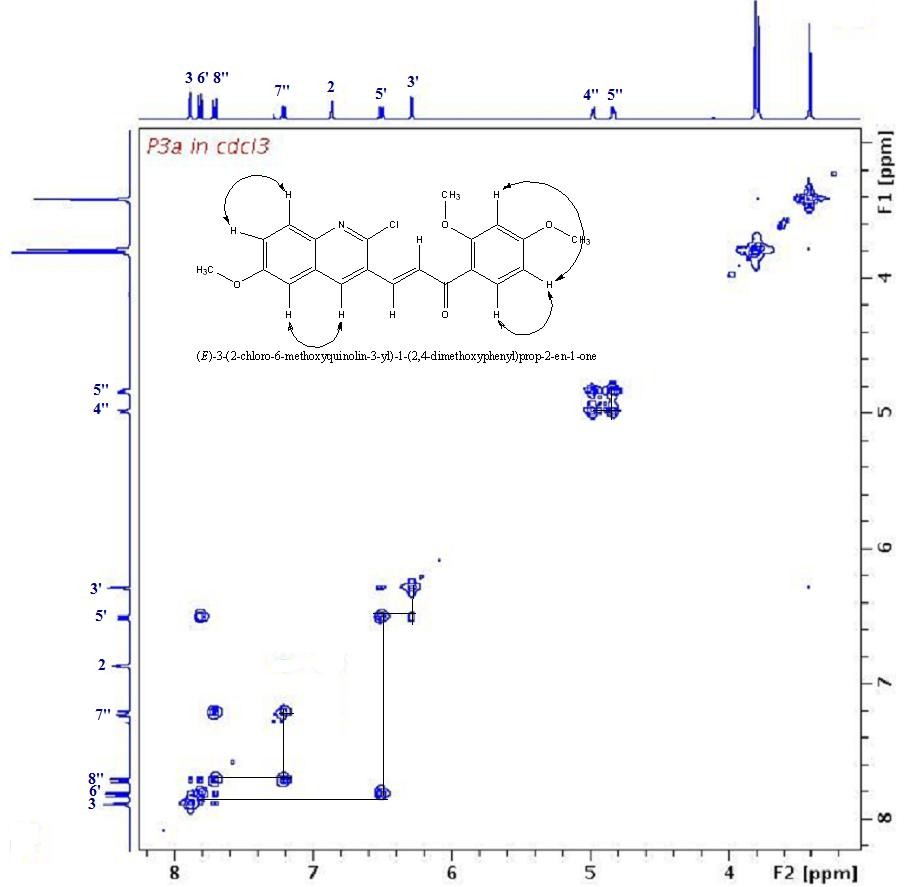 3 6' 8" 7" 2 5' 3' 4" 5"
P3a in cdcl3
F1 [ppm]
H
H
N
Cl
H
CH3
O
H
O
CH3
H3C
O
H
H
H
O
H
H
(E)-3-(2-chloro-6-methoxyquinolin-3-yl)-1-(2,4-dimethoxyphenyl)prop-2-en-1-one
4
5"
4"
5
6
3'
5'
2
7
7"
8"
6'
3
8
8 7 6 5 4 F2 [ppm]